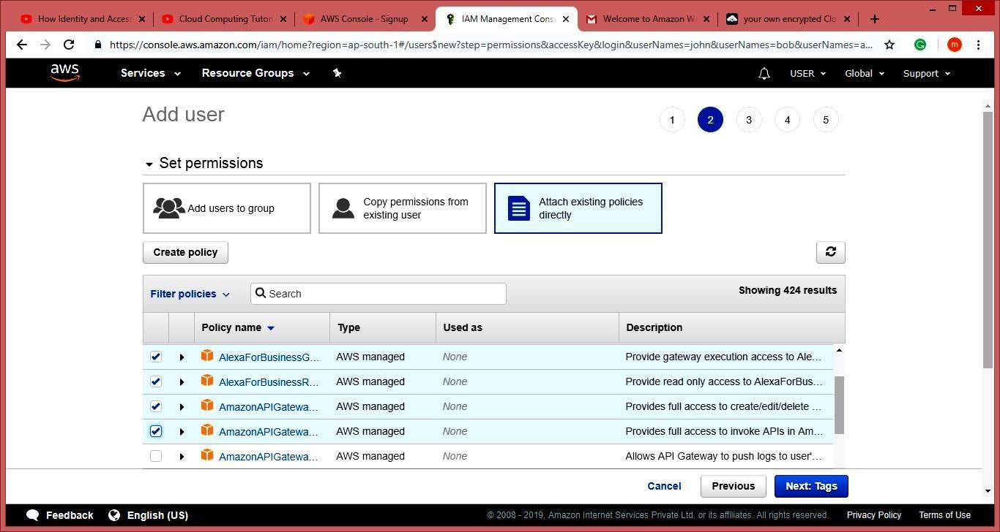 How Identity and Access
Cloud Computing Tutori
AWS Console - Signup
IAM Management Cons
Welcome to Amazon W
your own encrypted Clo
https://console.aws.amazon.com/iam/home?region=ap-south-1#/users$new?step=permissions&accessKey&login&userNames=john&userNames=bob&userNames=a...
m
aws
Services
Resource Groups
USER
Global
Support
Add user
1
2
3
4
5
Set permissions
Add users to group
Copy permissions from
existing user
Attach existing policies
directly
Create policy
Filter policies
Search
Showing 424 results
Policy name
Type
Used as
Description
AlexaForBusinessG... AWS managed None Provide gateway execution access to Ale...
AlexaForBusinessR... AWS managed None Provide read only access to AlexaForBus...
AmazonAPIGatewa... AWS managed None Provides full access to create/edit/delete ...
AmazonAPIGatewa... AWS managed None Provides full access to invoke APIs in Am...
AmazonAPIGatewa... AWS managed None Allows API Gateway to push logs to user'...
Cancel
Previous
Next: Tags
Feedback
English (US)
© 2008 - 2019, Amazon Internet Services Private Ltd. or its affiliates. All rights reserved.
Privacy Policy
Terms of Use